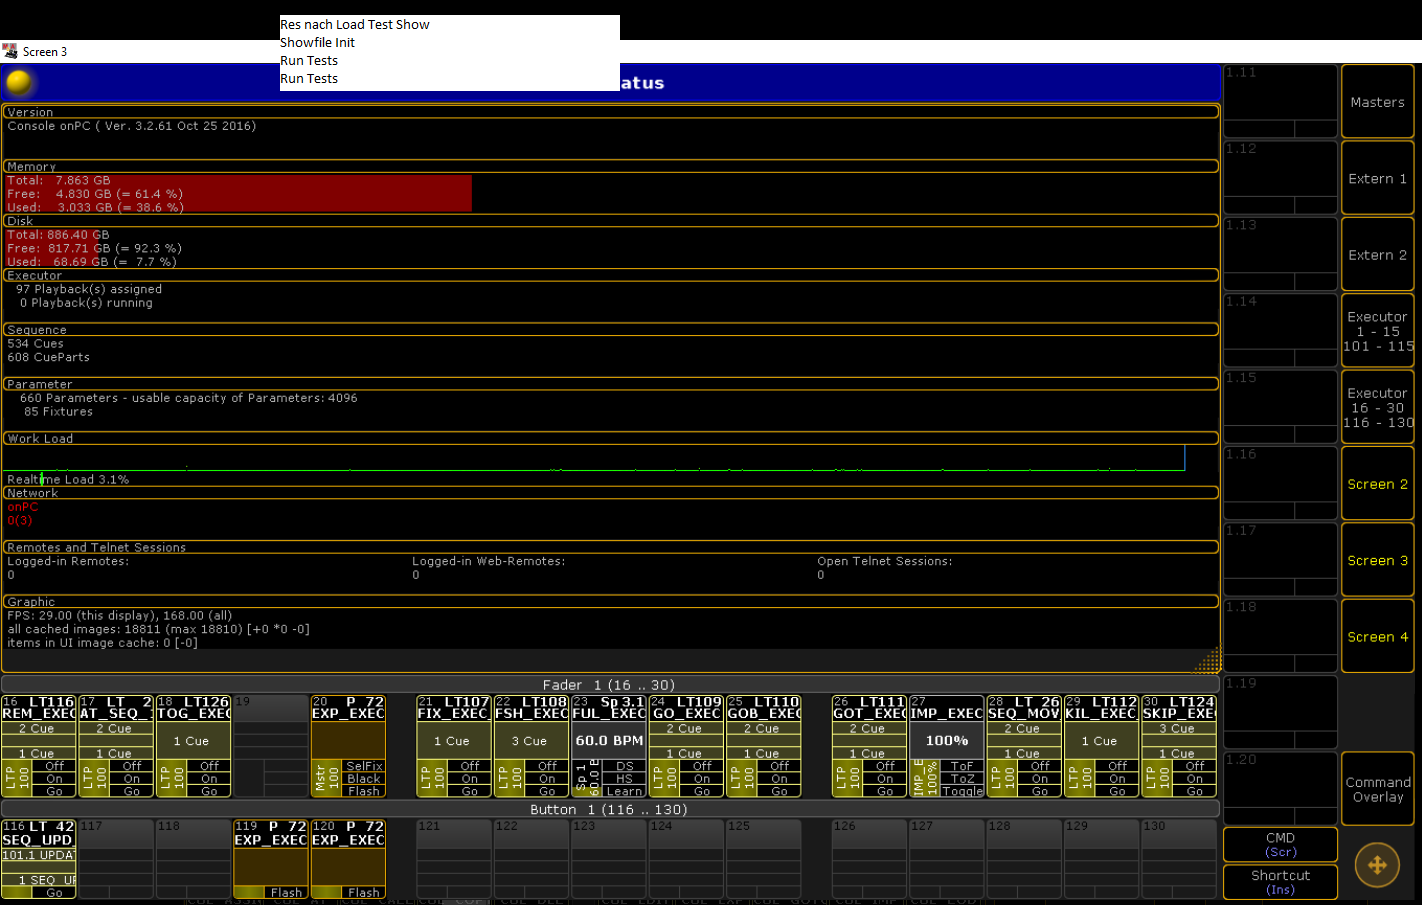 Res nach Load Test Show
Showfile Init
Run Tests
Run Tests
Screen 3
atus
Version
Console onPC ( Ver. 3.2.61 Oct 25 2016)
Memory
Total: 7.863 GB
Free: 4.830 GB (= 61.4 %)
Used: 3.033 GB (= 38.6 %)
Disk
Total: 886.40 GB
Free: 817.71 GB (= 92.3 %)
Used: 68.69 GB (= 7.7 %)
Executor
97 Playback(s) assigned
0 Playback(s) running
Sequence
534 Cues
608 CueParts
Parameter
660 Parameters - usable capacity of Parameters: 4096
85 Fixtures
Work Load
Realtime Load 3.1%
Network
onPC
0(3)
Remotes and Telnet Sessions
Logged-in Remotes: Logged-in Web-Remotes: Open Telnet Sessions:
0 0 0
Graphic
FPS: 29.00 (this display), 168.00 (all)
all cached images: 18811 (max 18810) [+0 *0 -0]
items in UI image cache: 0 [-0]
1.11
1.12
1.13
1.14
1.15
1.16
1.17
1.18
1.19
1.20
Masters
Extern 1
Extern 2
Executor
1 - 15
101 - 115
Executor
16 - 30
116 - 130
Screen 2
Screen 3
Screen 4
Command
Overlay
CMD
(Scr)
Shortcut
(Ins)
Fader 1 (16 .. 30)
16 LT116 17 LT 2 18 LT126 19 20 P 72 21 LT107 22 LT108 23 Sp 3.1 24 LT109 25 LT110 26 LT111 27 28 LT 26 29 LT112 30 LT124
REM_EXEC AT_SEQ_ TOG_EXEC EXP_EXEC FIX_EXEC FSH_EXEC FUL_EXEC GO_EXEC GOB_EXEC GOT_EXEC IMP_EXEC SEQ_MOV KIL_EXEC SKIP_EXE
2 Cue 2 Cue 2 Cue 2 Cue 2 Cue 2 Cue 3 Cue
1 Cue 1 Cue 3 Cue 60.0 BPM 100% 1 Cue
1 Cue 1 Cue 1 Cue 1 Cue 1 Cue 1 Cue 1 Cue
LTP 100 Off On Go LTP 100 Off On Go LTP 100 Off On Go Mstr 100 SelFix Black Flash LTP 100 Off On Go LTP 100 Off On Go Sp 1 60.0 B DS HS Learn LTP 100 Off On Go LTP 100 Off On Go LTP 100 Off On Go IMP_E 100% ToF ToZ Toggle LTP 100 Off On Go LTP 100 Off On Go LTP 100 Off On Go
Button 1 (116 .. 130)
116 LT 42 117 118 119 P 72 120 P 72 121 122 123 124 125 126 127 128 129 130
SEQ_UPD EXP_EXEC EXP_EXEC
101.1 UPDA
1 SEQ_UF
Go Flash Flash